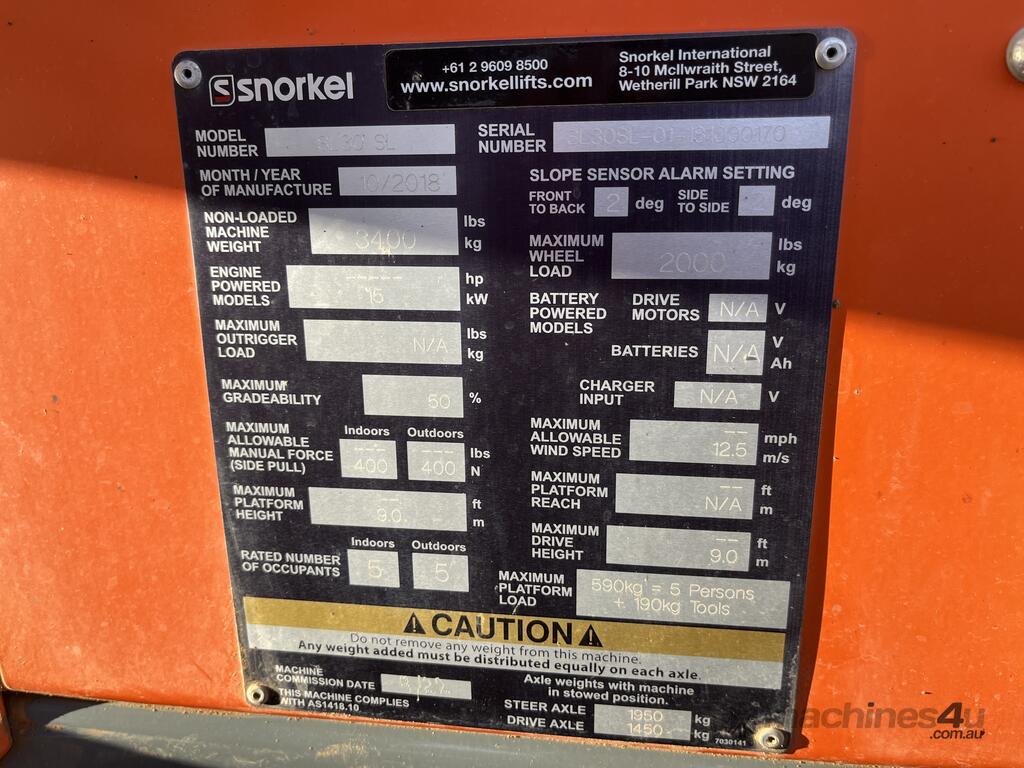 snorkel
+61 2 9609 8500
www.snorkellifts.com
Snorkel International
8-10 McIlwraith Street,
Wetherill Park NSW 2164
MODEL NUMBER SL30 SL
SERIAL NUMBER SL30SL-01-181000170
MONTH / YEAR OF MANUFACTURE 10/2018
SLOPE SENSOR ALARM SETTING
FRONT TO BACK 2 deg SIDE TO SIDE 2 deg
NON-LOADED MACHINE WEIGHT lbs 3400 kg
MAXIMUM WHEEL LOAD lbs 2000 kg
ENGINE POWERED MODELS ----- hp 15 kW
BATTERY POWERED MODELS
DRIVE MOTORS N/A V
BATTERIES N/A V Ah
CHARGER INPUT N/A V
MAXIMUM OUTRIGGER LOAD lbs N/A kg
MAXIMUM GRADEABILITY 50 %
MAXIMUM ALLOWABLE MANUAL FORCE (SIDE PULL)
Indoors Outdoors
--- --- lbs
400 400 N
MAXIMUM ALLOWABLE WIND SPEED -- mph 12.5 m/s
MAXIMUM PLATFORM HEIGHT -- ft 9.0 m
MAXIMUM PLATFORM REACH -- ft N/A m
MAXIMUM DRIVE HEIGHT -- ft 9.0 m
Indoors Outdoors
RATED NUMBER OF OCCUPANTS 5 5
MAXIMUM PLATFORM LOAD 590kg = 5 Persons
+ 190kg Tools
CAUTION
Do not remove any weight from this machine.
Any weight added must be distributed equally on each axle.
MACHINE COMMISSION DATE
THIS MACHINE COMPLIES
WITH AS1418.10
Axle weights with machine
in stowed position.
STEER AXLE 1950 kg
DRIVE AXLE 1450 kg
7030141
machines4u
.com.au